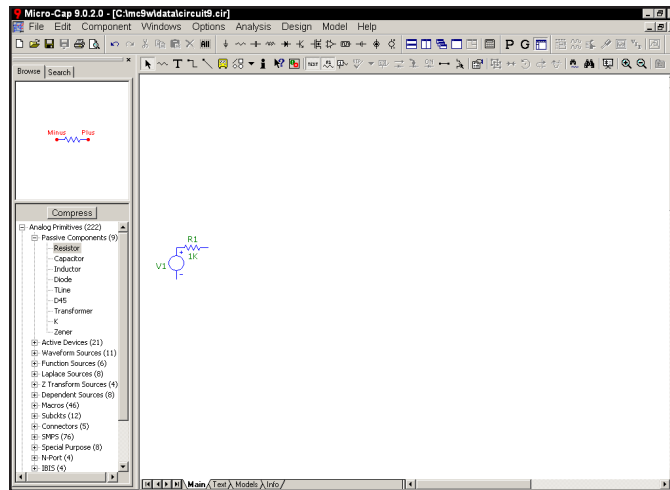 Micro-Cap 9.0.2.0 - [C:\mc9w\data\circuit9.cir]
File Edit Component Windows Options Analysis Design Model Help
All
P G
Browse Search
T
TEXT
Minus Plus
Compress
Analog Primitives (222)
Passive Components (9)
Resistor
Capacitor
Inductor
Diode
TLine
D45
Transformer
K
Zener
Active Devices (21)
Waveform Sources (11)
Function Sources (6)
Laplace Sources (8)
Z Transform Sources (4)
Dependent Sources (8)
Macros (46)
Subckts (12)
Connectors (5)
SMPS (76)
Special Purpose (8)
N-Port (4)
IBIS (4)
R1
1K
V1
Main Text Models Info